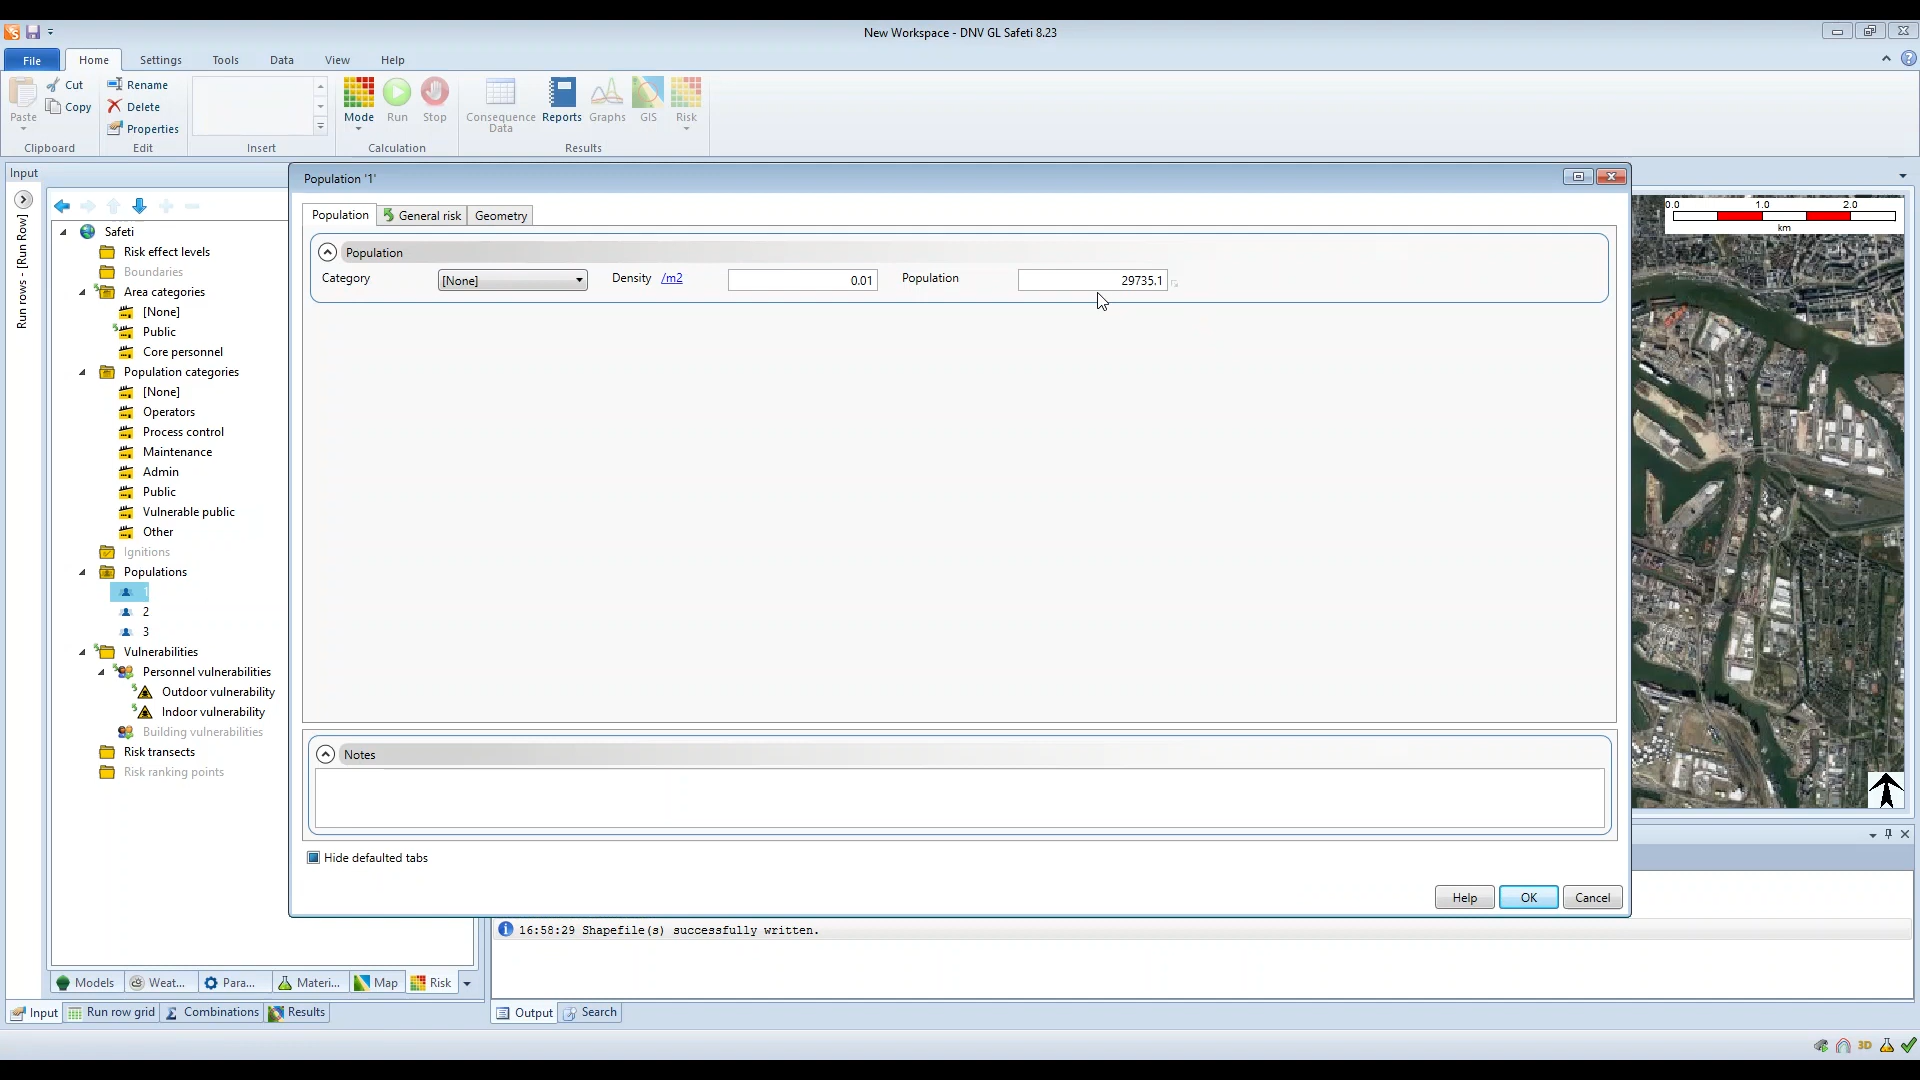 New Workspace - DNV GL Safeti 8.23
File Home Settings Tools Data View Help
Paste
Cut
Copy
Clipboard
Rename
Delete
Properties
Edit
Insert
Mode
Run
Stop
Calculation
Consequence Data
Reports
Graphs
GIS
Risk
Results
Input
Run rows - [Run Row]
Safeti
Risk effect levels
Boundaries
Area categories
[None]
Public
Core personnel
Population categories
[None]
Operators
Process control
Maintenance
Admin
Public
Vulnerable public
Other
Ignitions
Populations
1
2
3
Vulnerabilities
Personnel vulnerabilities
Outdoor vulnerability
Indoor vulnerability
Building vulnerabilities
Risk transects
Risk ranking points
Population '1'
Population General risk Geometry
Population
Category [None] Density /m2 0.01 Population 29735.1
Notes
Hide defaulted tabs
Help OK Cancel
0.0 1.0 2.0
km
16:58:29 Shapefile(s) successfully written.
Models Weat... Para... Materi... Map Risk
Input Run row grid Combinations Results
Output Search
3D